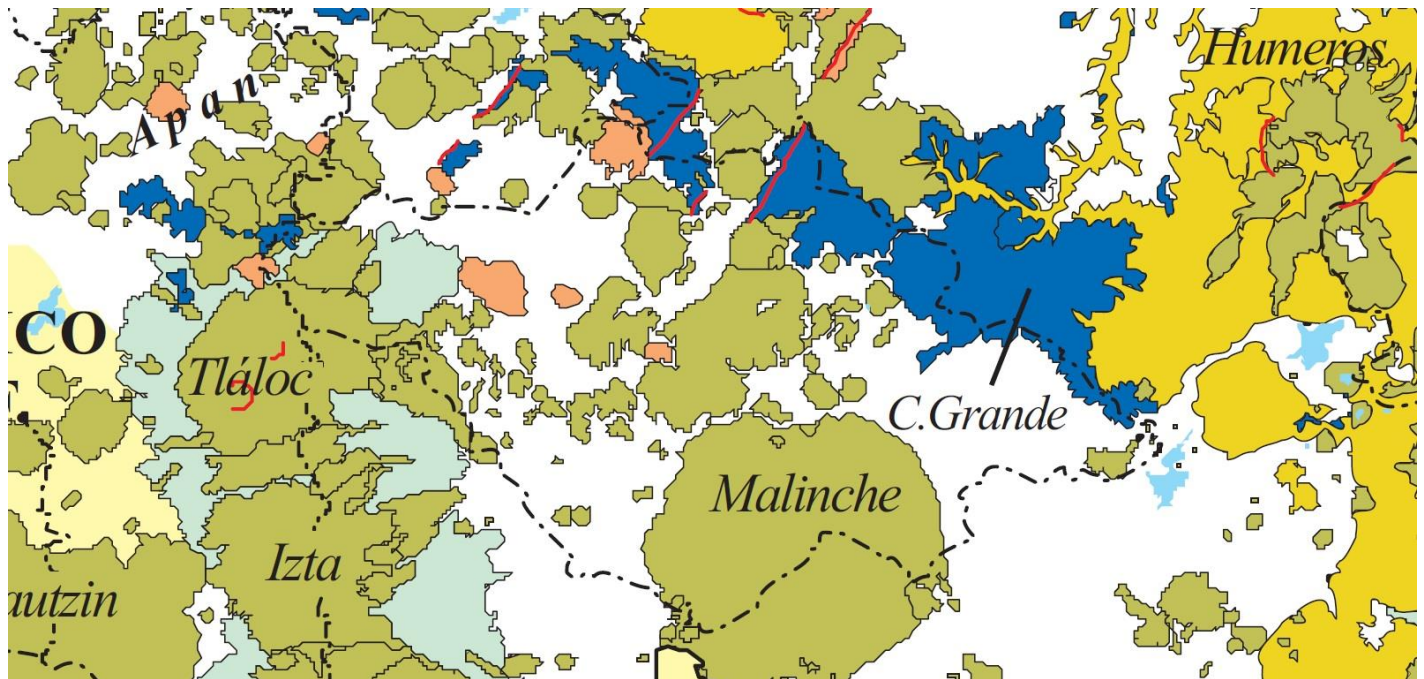 Humeros
Apan
CO
Tláloc
C.Grande
Malinche
Izta
autzin